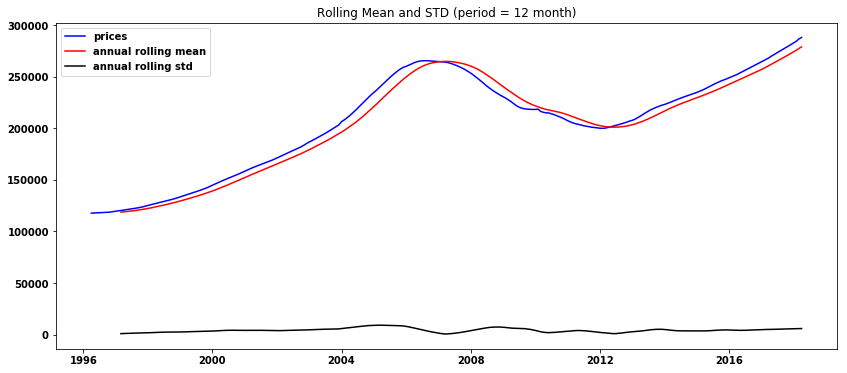 Rolling Mean and STD (period = 12 month)
300000
250000
200000
150000
100000
50000
0
prices
annual rolling mean
annual rolling std
1996 2000 2004 2008 2012 2016